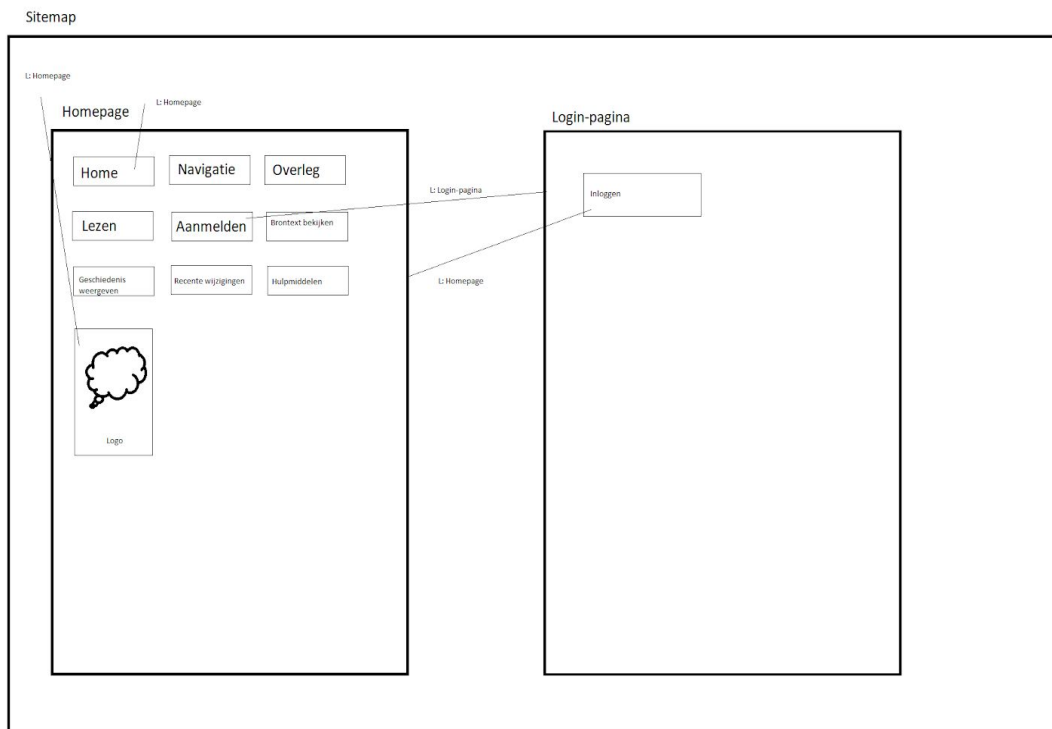 Sitemap
L: Homepage
L: Homepage
Homepage
Login-pagina
Home
Navigatie
Overleg
Inloggen
L: Login-pagina
Lezen
Aanmelden
Brontext bekijken
Geschiedenis
weergeven
Recente wijzigingen
Hulpmiddelen
L: Homepage
Logo